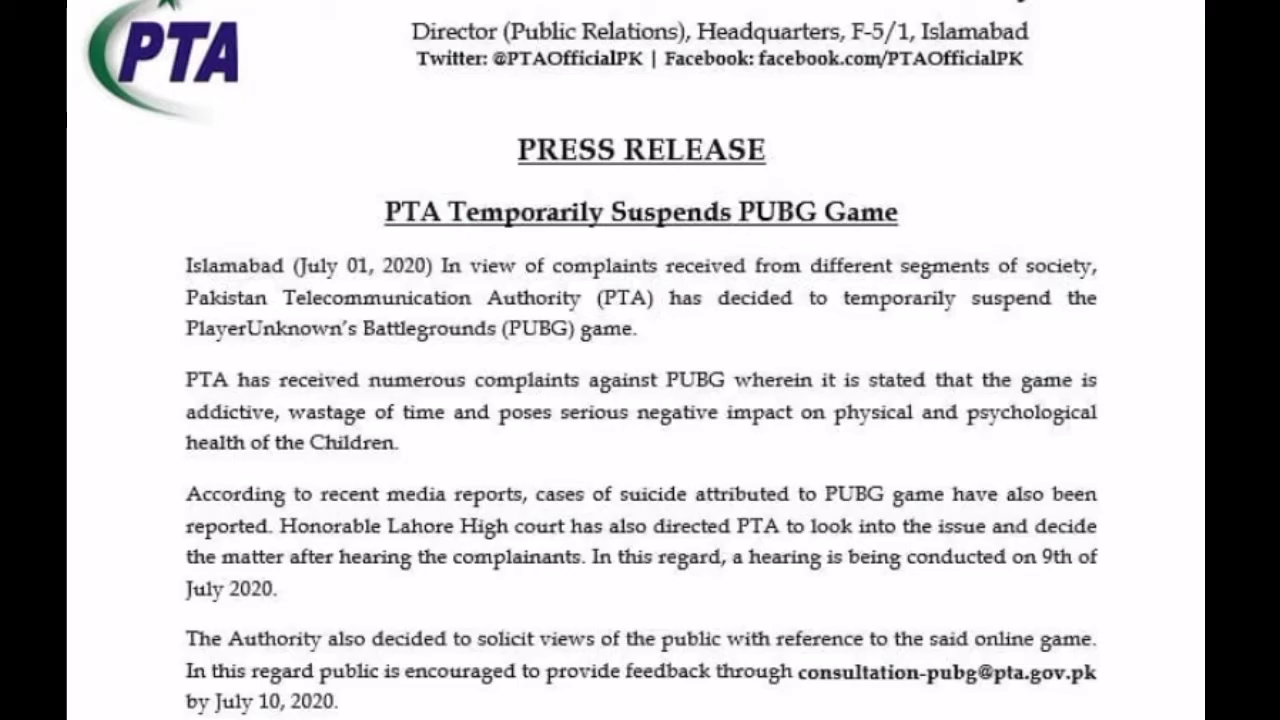 PTA
Director (Public Relations), Headquarters, F-5/1, Islamabad
Twitter: @PTAOfficialPK | Facebook: facebook.com/PTAOfficialPK
PRESS RELEASE
PTA Temporarily Suspends PUBG Game
Islamabad (July 01, 2020) In view of complaints received from different segments of society,
Pakistan Telecommunication Authority (PTA) has decided to temporarily suspend the
PlayerUnknown's Battlegrounds (PUBG) game.
PTA has received numerous complaints against PUBG wherein it is stated that the game is
addictive, wastage of time and poses serious negative impact on physical and psychological
health of the Children.
According to recent media reports, cases of suicide attributed to PUBG game have also been
reported. Honorable Lahore High court has also directed PTA to look into the issue and decide
the matter after hearing the complainants. In this regard, a hearing is being conducted on 9th of
July 2020.
The Authority also decided to solicit views of the public with reference to the said online game.
In this regard public is encouraged to provide feedback through consultation-pubg@pta.gov.pk
by July 10, 2020.